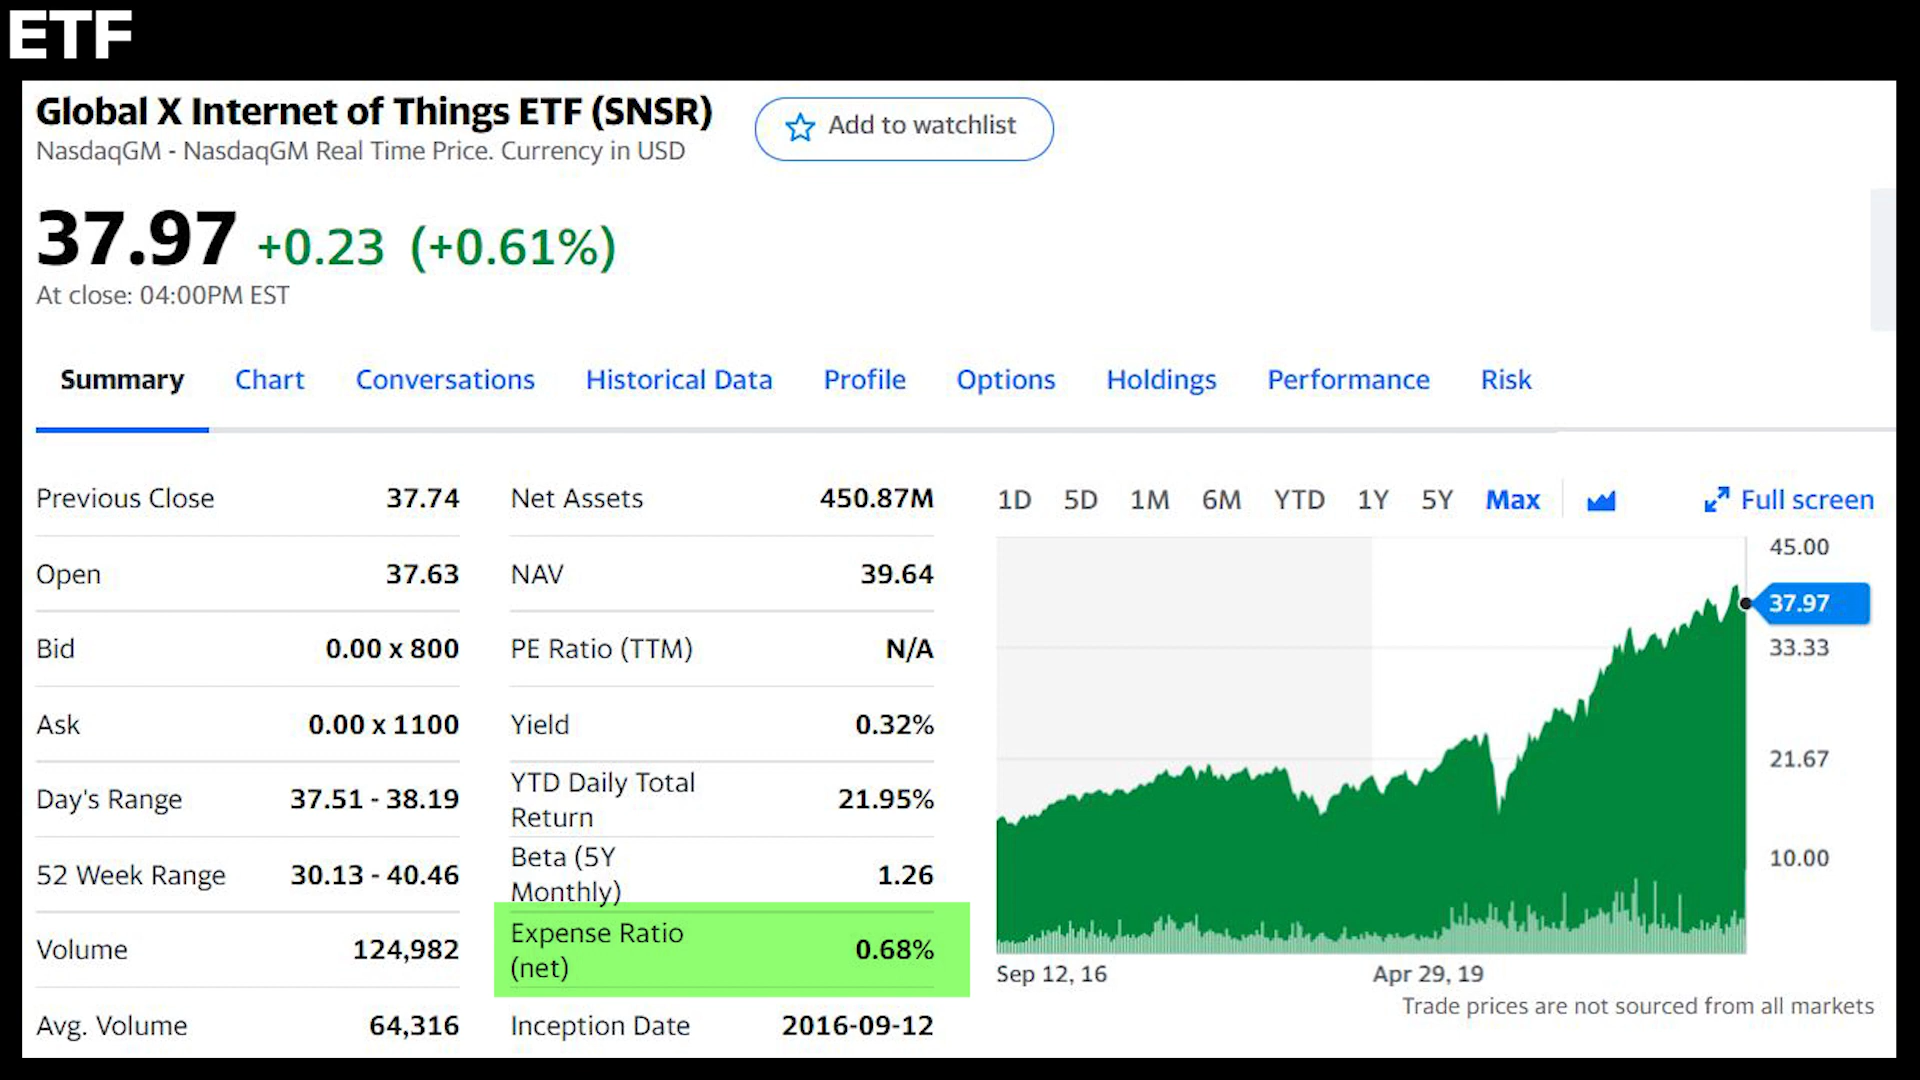 ETF
Global X Internet of Things ETF (SNSR)
Add to watchlist
NasdaqGM - NasdaqGM Real Time Price. Currency in USD
37.97 +0.23 (+0.61%)
At close: 04:00PM EST
Summary Chart Conversations Historical Data Profile Options Holdings Performance Risk
Previous Close 37.74
Open 37.63
Bid 0.00 x 800
Ask 0.00 x 1100
Day's Range 37.51 - 38.19
52 Week Range 30.13 - 40.46
Volume 124,982
Avg. Volume 64,316
Net Assets 450.87M
NAV 39.64
PE Ratio (TTM) N/A
Yield 0.32%
YTD Daily Total
Return 21.95%
Beta (5Y
Monthly) 1.26
Expense Ratio
(net) 0.68%
Inception Date 2016-09-12
1D 5D 1M 6M YTD 1Y 5Y Max Full screen
45.00
37.97
33.33
21.67
10.00
Sep 12, 16 Apr 29, 19
Trade prices are not sourced from all markets